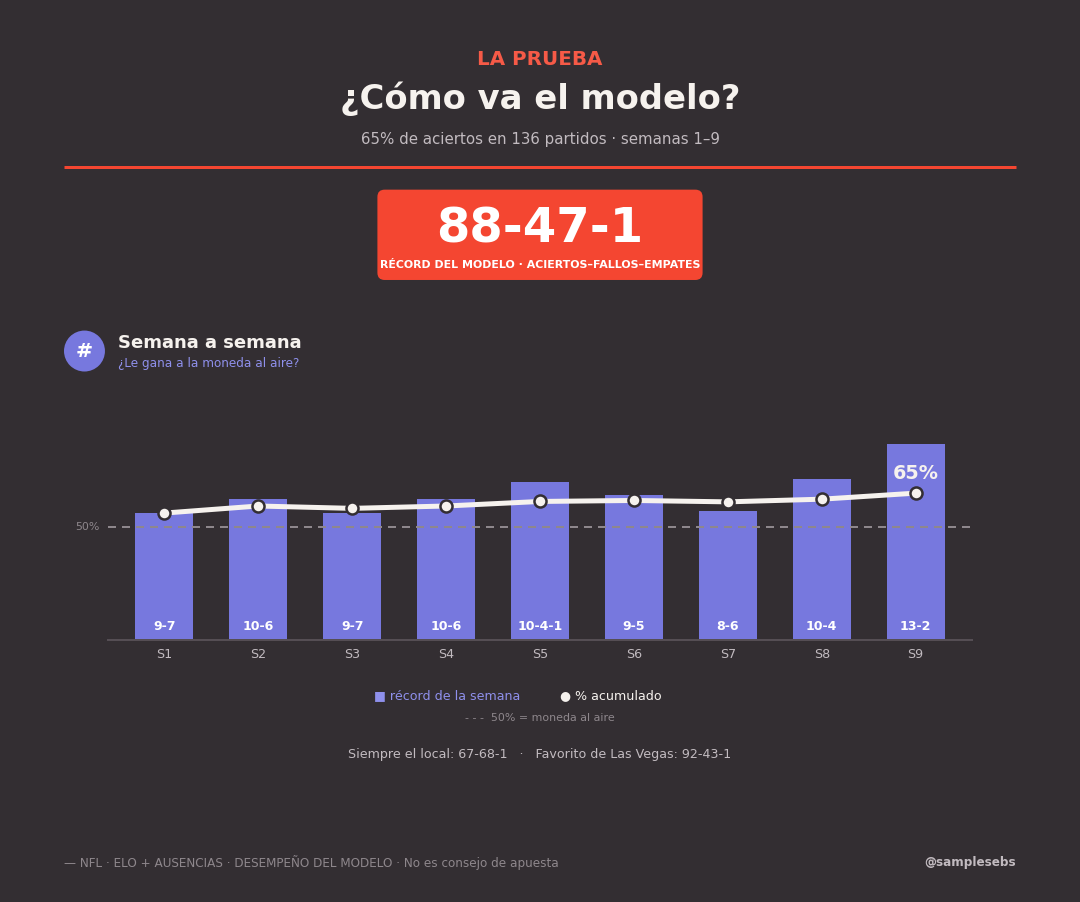 LA PRUEBA
¿Cómo va el modelo?
65% de aciertos en 136 partidos · semanas 1–9
88-47-1
RÉCORD DEL MODELO · ACIERTOS–FALLOS–EMPATES
#
Semana a semana
¿Le gana a la moneda al aire?
65%
50%
9-7 10-6 9-7 10-6 10-4-1 9-5 8-6 10-4 13-2
S1 S2 S3 S4 S5 S6 S7 S8 S9
récord de la semana % acumulado
- - - 50% = moneda al aire
Siempre el local: 67-68-1 · Favorito de Las Vegas: 92-43-1
— NFL · ELO + AUSENCIAS · DESEMPEÑO DEL MODELO · No es consejo de apuesta
@samplesebs